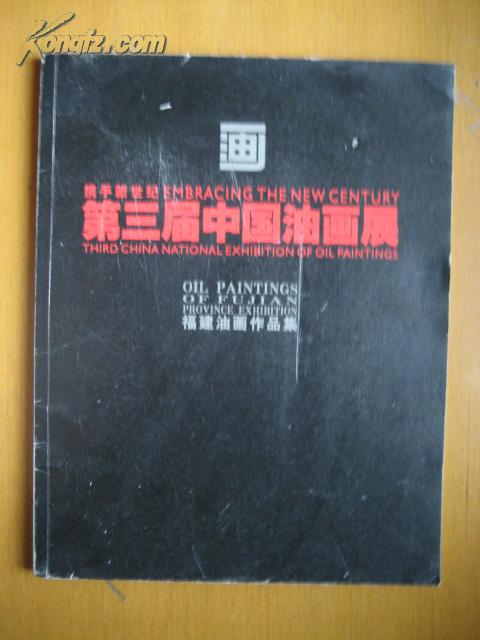 Kongfz.com
画
携手新世纪 EMBRACING THE NEW CENTURY
第三届中国油画展
THIRD CHINA NATIONAL EXHIBITION OF OIL PAINTINGS
OIL PAINTINGS
OF FUJIAN
PROVINCE EXHIBITION
福建油画作品集